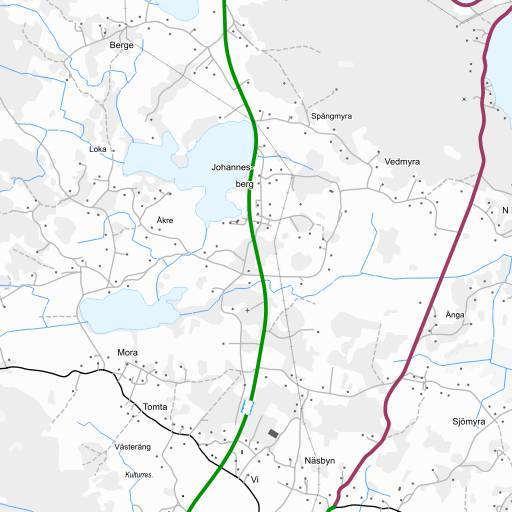 Berge
Spångmyra
Loka
Vedmyra
Johannes-
berg
N
Åkre
Ånga
Mora
Tomta
Sjömyra
Västeräng
Näsbyn
Kulturres.
Vi